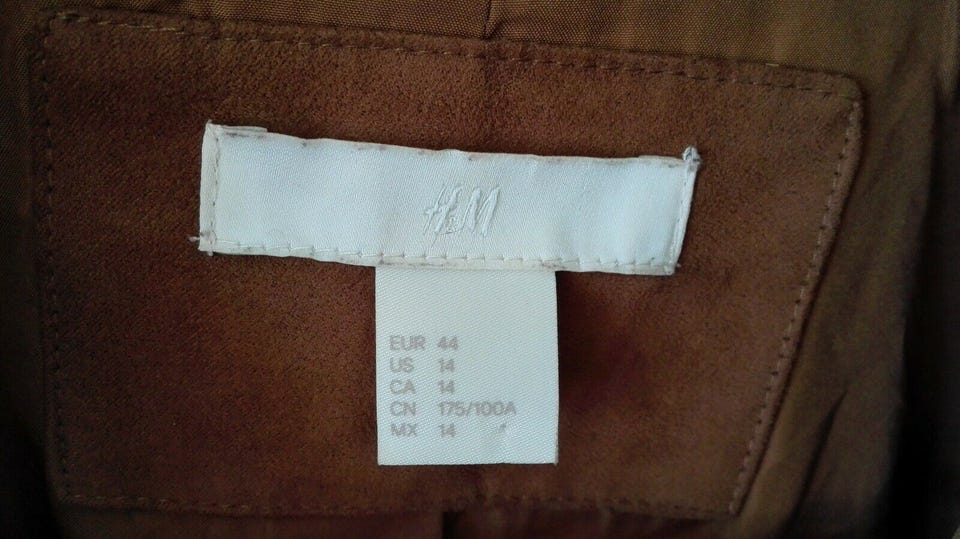 H&M
EUR 44
US 14
CA 14
CN 175/100A
MX 14